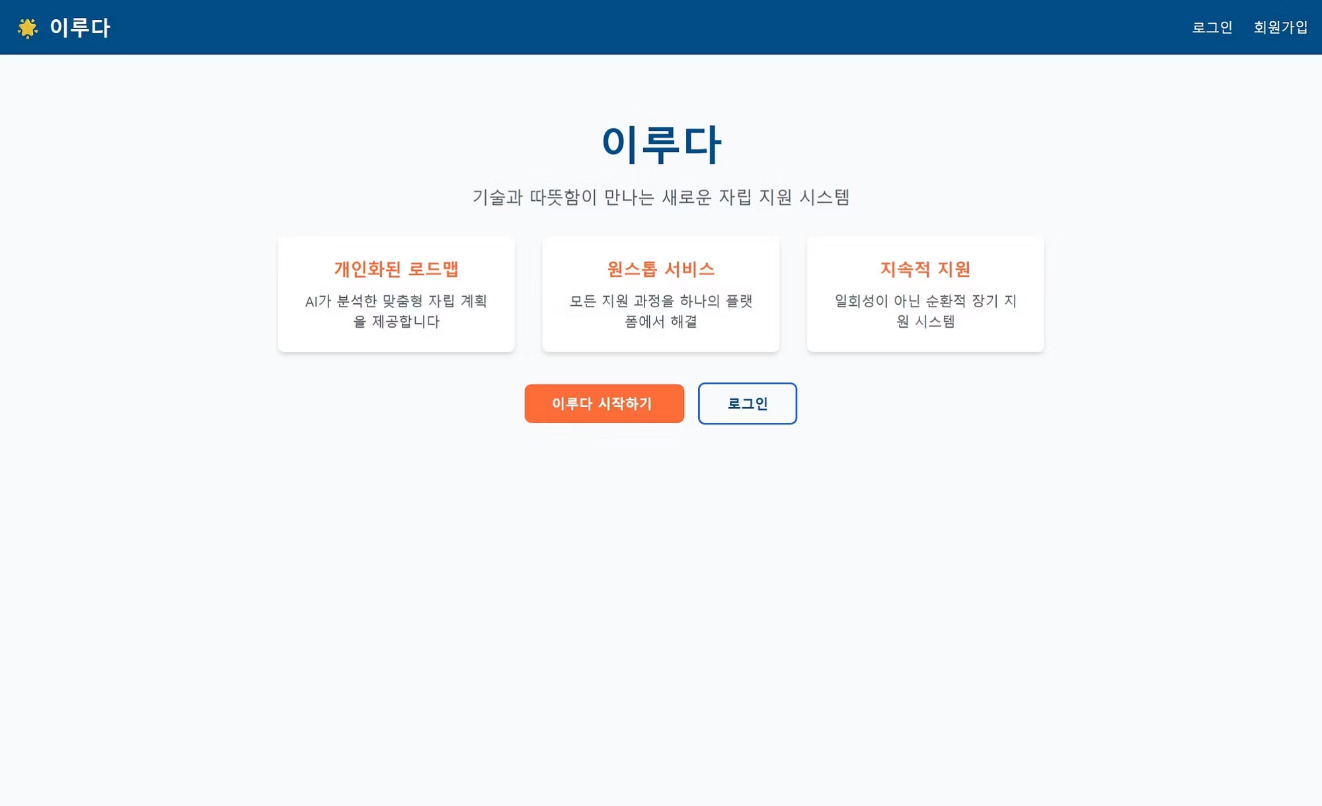 이루다
로그인 회원가입
이루다
기술과 따뜻함이 만나는 새로운 자립 지원 시스템
개인화된 로드맵
AI가 분석한 맞춤형 자립 계획
을 제공합니다
원스톱 서비스
모든 지원 과정을 하나의 플랫
폼에서 해결
지속적 지원
일회성이 아닌 순환적 장기 지
원 시스템
이루다 시작하기
로그인